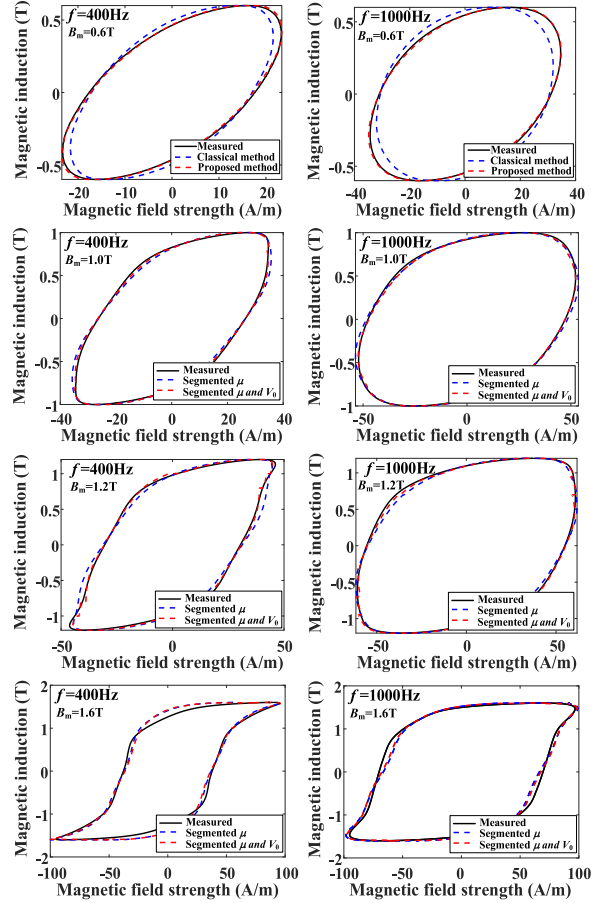 f=400Hz
Bm=0.6T
Magnetic induction (T)
0.5
0
-0.5
Measured
Classical method
Proposed method
-20
-10
0
10
20
Magnetic field strength (A/m)
f=1000Hz
Bm=0.6T
Magnetic induction (T)
0.5
0
-0.5
Measured
Classical method
Proposed method
-40
-20
0
20
40
Magnetic field strength (A/m)
f=400Hz
Bm=1.0T
Magnetic induction (T)
1
0.5
0
-0.5
-1
Measured
Segmented μ
Segmented μ and V0
-40
-20
0
20
40
Magnetic field strength (A/m)
f=1000Hz
Bm=1.0T
Magnetic induction (T)
1
0.5
0
-0.5
-1
Measured
Segmented μ
Segmented μ and V0
-50
0
50
Magnetic field strength (A/m)
f=400Hz
Bm=1.2T
Magnetic induction (T)
1
0.5
0
-0.5
-1
Measured
Segmented μ
Segmented μ and V0
-50
0
50
Magnetic field strength (A/m)
f=1000Hz
Bm=1.2T
Magnetic induction (T)
1
0.5
0
-0.5
-1
Measured
Segmented μ
Segmented μ and V0
-50
0
50
Magnetic field strength (A/m)
f=400Hz
Bm=1.6T
Magnetic induction (T)
2
1
0
-1
-2
Measured
Segmented μ
Segmented μ and V0
-100
-50
0
50
100
Magnetic field strength (A/m)
f=1000Hz
Bm=1.6T
Magnetic induction (T)
2
1
0
-1
-2
Measured
Segmented μ
Segmented μ and V0
-100
-50
0
50
100
Magnetic field strength (A/m)